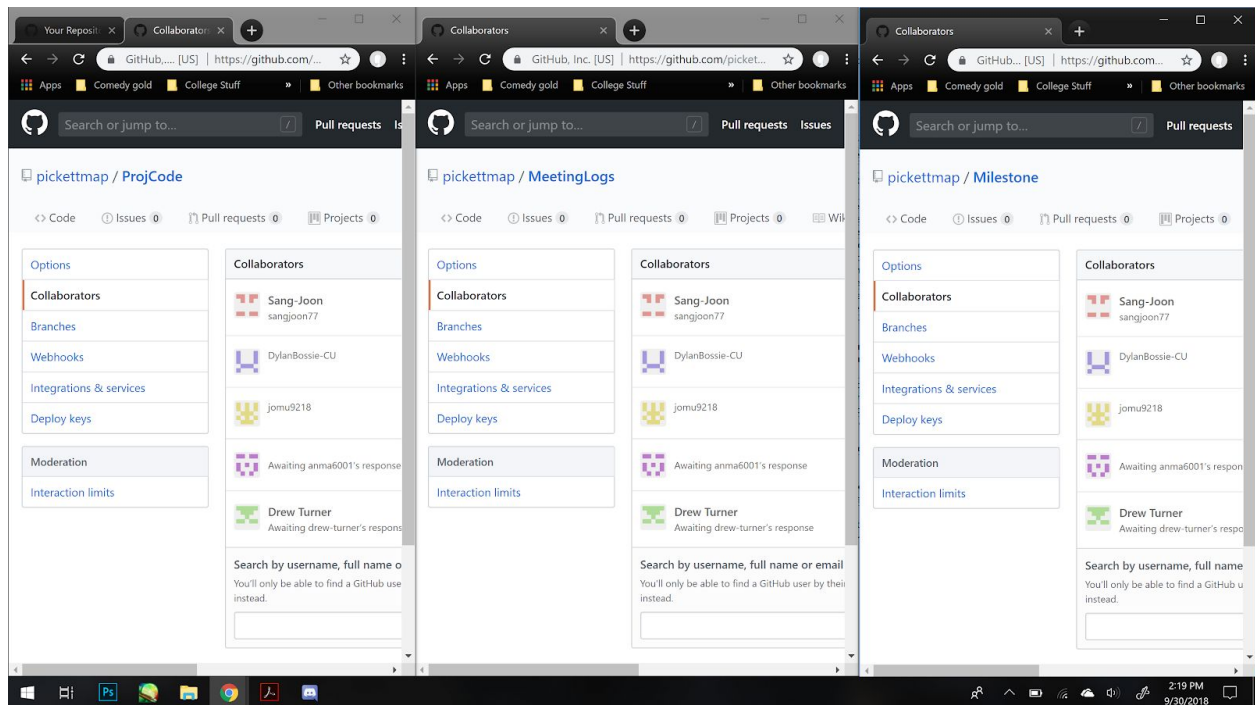 Your Reposit
Collaborators
GitHub,.... [US] | https://github.com/...
Apps
Comedy gold
College Stuff
»
Other bookmarks
Search or jump to...
/
Pull requests
Is
pickettmap / ProjCode
<> Code
Issues 0
Pull requests 0
Projects 0
Options
Collaborators
Branches
Webhooks
Integrations & services
Deploy keys
Moderation
Interaction limits
Collaborators
Sang-Joon
sangjoon77
DylanBossie-CU
jomu9218
Awaiting anma6001's response
Drew Turner
Awaiting drew-turner's respons
Search by username, full name o
You'll only be able to find a GitHub use
instead.
Collaborators
GitHub, Inc. [US] | https://github.com/picket...
Apps
Comedy gold
College Stuff
»
Other bookmarks
Search or jump to...
/
Pull requests
Issues
pickettmap / MeetingLogs
<> Code
Issues 0
Pull requests 0
Projects 0
Wik
Options
Collaborators
Branches
Webhooks
Integrations & services
Deploy keys
Moderation
Interaction limits
Collaborators
Sang-Joon
sangjoon77
DylanBossie-CU
jomu9218
Awaiting anma6001's response
Drew Turner
Awaiting drew-turner's response
Search by username, full name or email
You'll only be able to find a GitHub user by thei
instead.
Collaborators
GitHub... [US] | https://github.com...
Apps
Comedy gold
College Stuff
»
Other bookmarks
Search or jump to...
/
Pull requests
pickettmap / Milestone
<> Code
Issues 0
Pull requests 0
Projects 0
Options
Collaborators
Branches
Webhooks
Integrations & services
Deploy keys
Moderation
Interaction limits
Collaborators
Sang-Joon
sangjoon77
DylanBossie-CU
jomu9218
Awaiting anma6001's respon
Drew Turner
Awaiting drew-turner's respo
Search by username, full name
You'll only be able to find a GitHub u
instead.
Ps
2:19 PM
9/30/2018